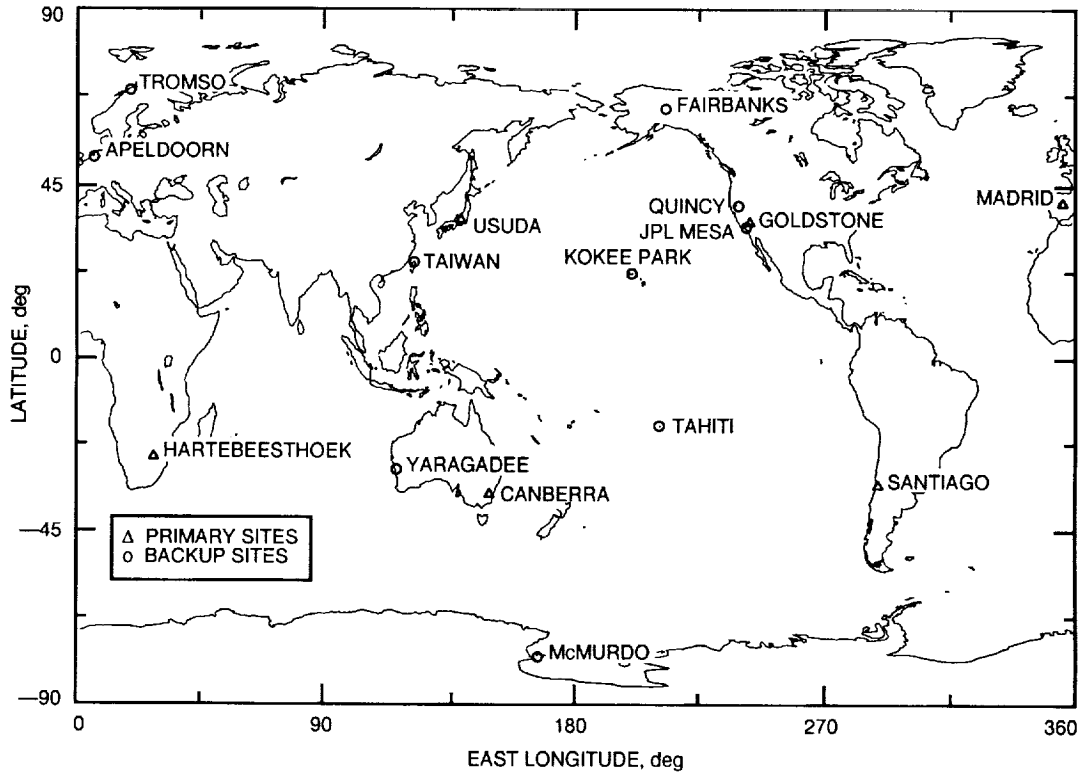 90
TROMSO
FAIRBANKS
APELDOORN
45
MADRID
QUINCY
GOLDSTONE
USUDA
JPL MESA
TAIWAN
KOKEE PARK
LATITUDE, deg
0
TAHITI
HARTEBEESTHOEK
YARAGADEE
SANTIAGO
CANBERRA
—45
PRIMARY SITES
BACKUP SITES
McMURDO
—90
0 90 180 270 360
EAST LONGITUDE, deg